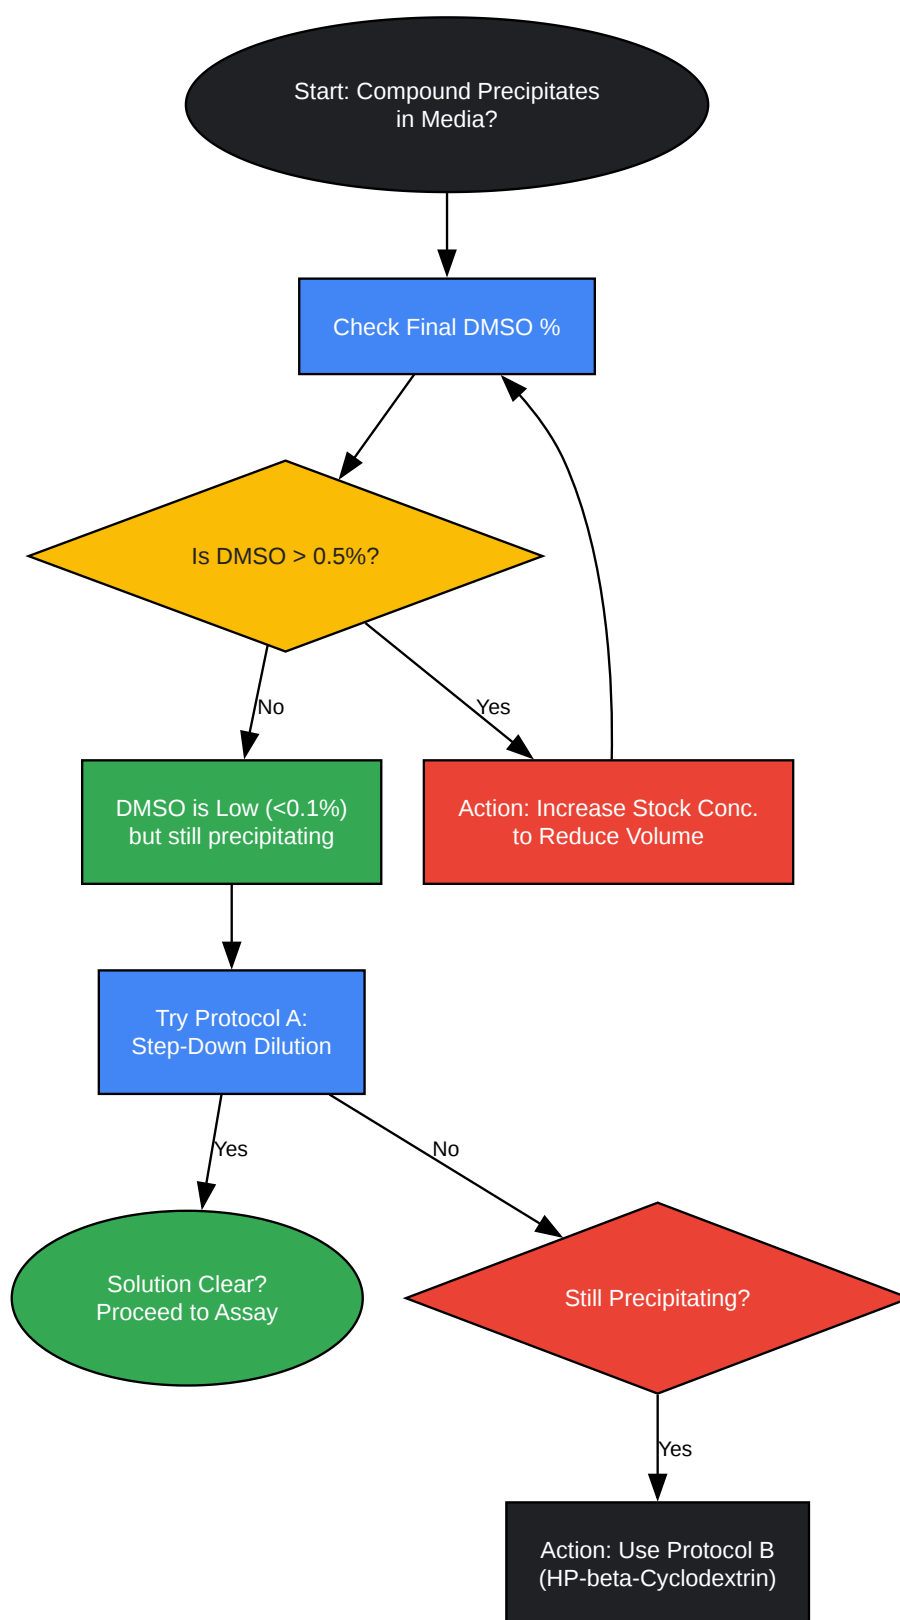 Start: Compound Precipitates
in Media?
Check Final DMSO %
Is DMSO > 0.5%?
No
Yes
DMSO is Low (<0.1%)
but still precipitating
Action: Increase Stock Conc.
to Reduce Volume
Try Protocol A:
Step-Down Dilution
Yes
No
Solution Clear?
Proceed to Assay
Still Precipitating?
Yes
Action: Use Protocol B
(HP-beta-Cyclodextrin)